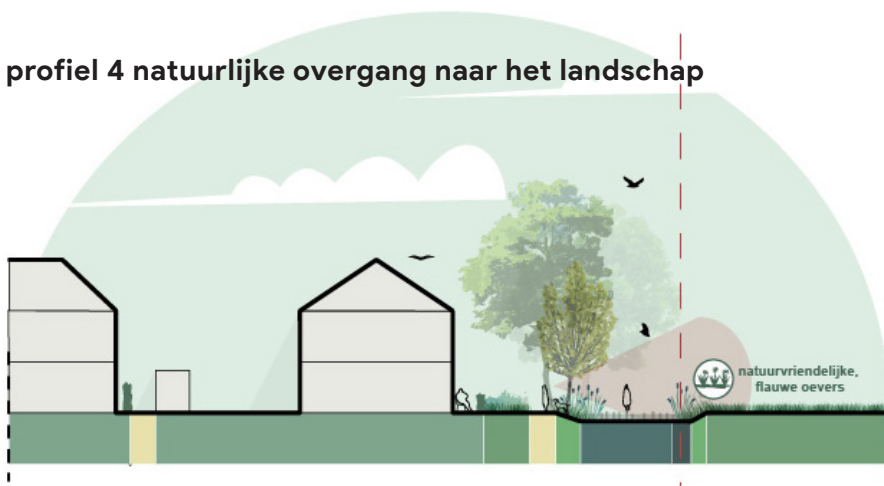 profiel 4 natuurlijke overgang naar het landschap
natuurvriendelijke,
flauwe oevers